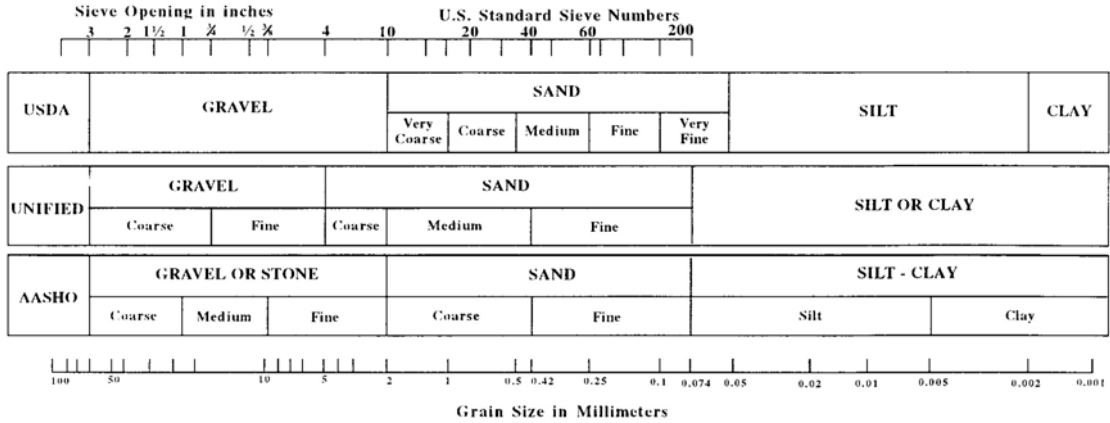 Sieve Opening in inches U.S. Standard Sieve Numbers
3 2 1½ 1 ¾ ½ ¾ 4 10 20 40 60 200
USDA GRAVEL SAND SILT CLAY
Very Coarse Coarse Medium Fine Very Fine
UNIFIED GRAVEL SAND SILT OR CLAY
Coarse Fine Coarse Medium Fine
AASHO GRAVEL OR STONE SAND SILT - CLAY
Coarse Medium Fine Coarse Fine Silt Clay
100 50 10 5 2 1 0.5 0.42 0.25 0.1 0.074 0.05 0.02 0.01 0.005 0.002 0.001
Grain Size in Millimeters